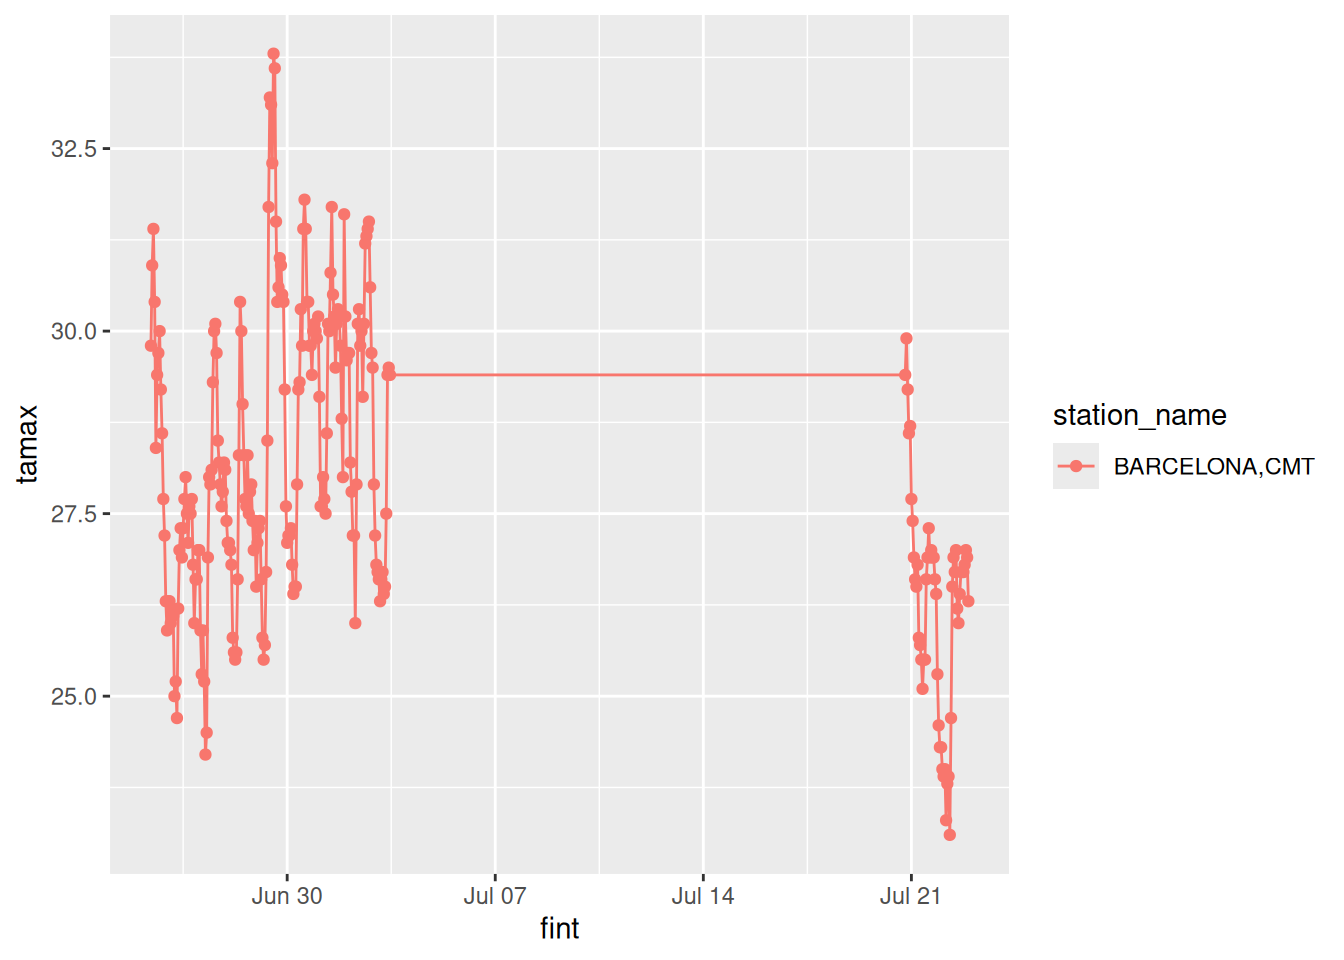 tamax
32.5
30.0
27.5
25.0
Jun 30
Jul 07
Jul 14
Jul 21
fint
station_name
BARCELONA,CMT